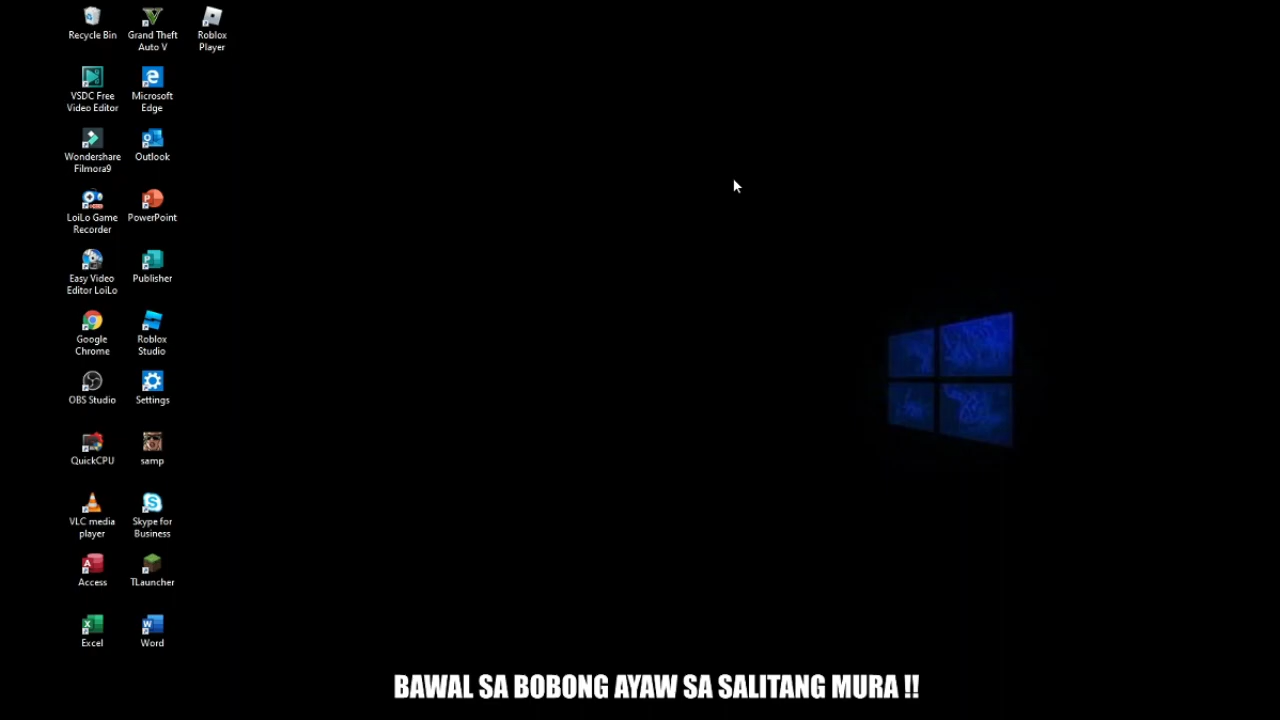 Recycle Bin
Grand Theft
Auto V
Roblox
Player
VSDC Free
Video Editor
Microsoft
Edge
Wondershare
Filmora9
Outlook
LoiLo Game
Recorder
PowerPoint
Easy Video
Editor LoiLo
Publisher
Google
Chrome
Roblox
Studio
OBS Studio
Settings
QuickCPU
samp
VLC media
player
Skype for
Business
Access
TLauncher
Excel
Word
BAWAL SA BOBONG AYAW SA SALITANG MURA !!